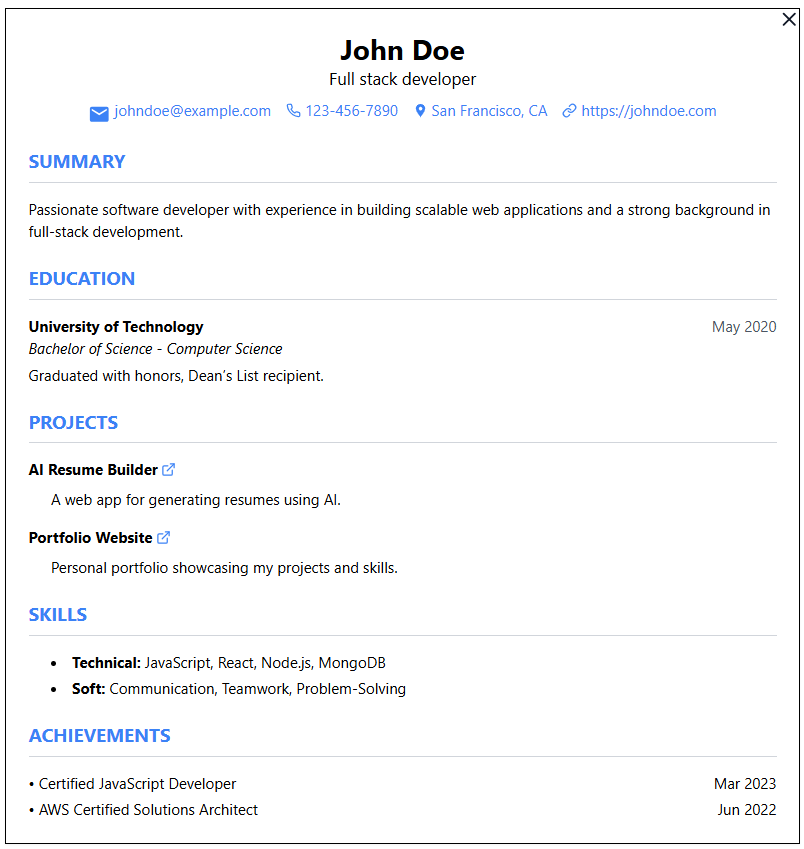 John Doe
Full stack developer
johndoe@example.com 123-456-7890 San Francisco, CA https://johndoe.com
SUMMARY
Passionate software developer with experience in building scalable web applications and a strong background in
full-stack development.
EDUCATION
University of Technology May 2020
Bachelor of Science - Computer Science
Graduated with honors, Dean’s List recipient.
PROJECTS
AI Resume Builder
A web app for generating resumes using AI.
Portfolio Website
Personal portfolio showcasing my projects and skills.
SKILLS
• Technical: JavaScript, React, Node.js, MongoDB
• Soft: Communication, Teamwork, Problem-Solving
ACHIEVEMENTS
• Certified JavaScript Developer Mar 2023
• AWS Certified Solutions Architect Jun 2022